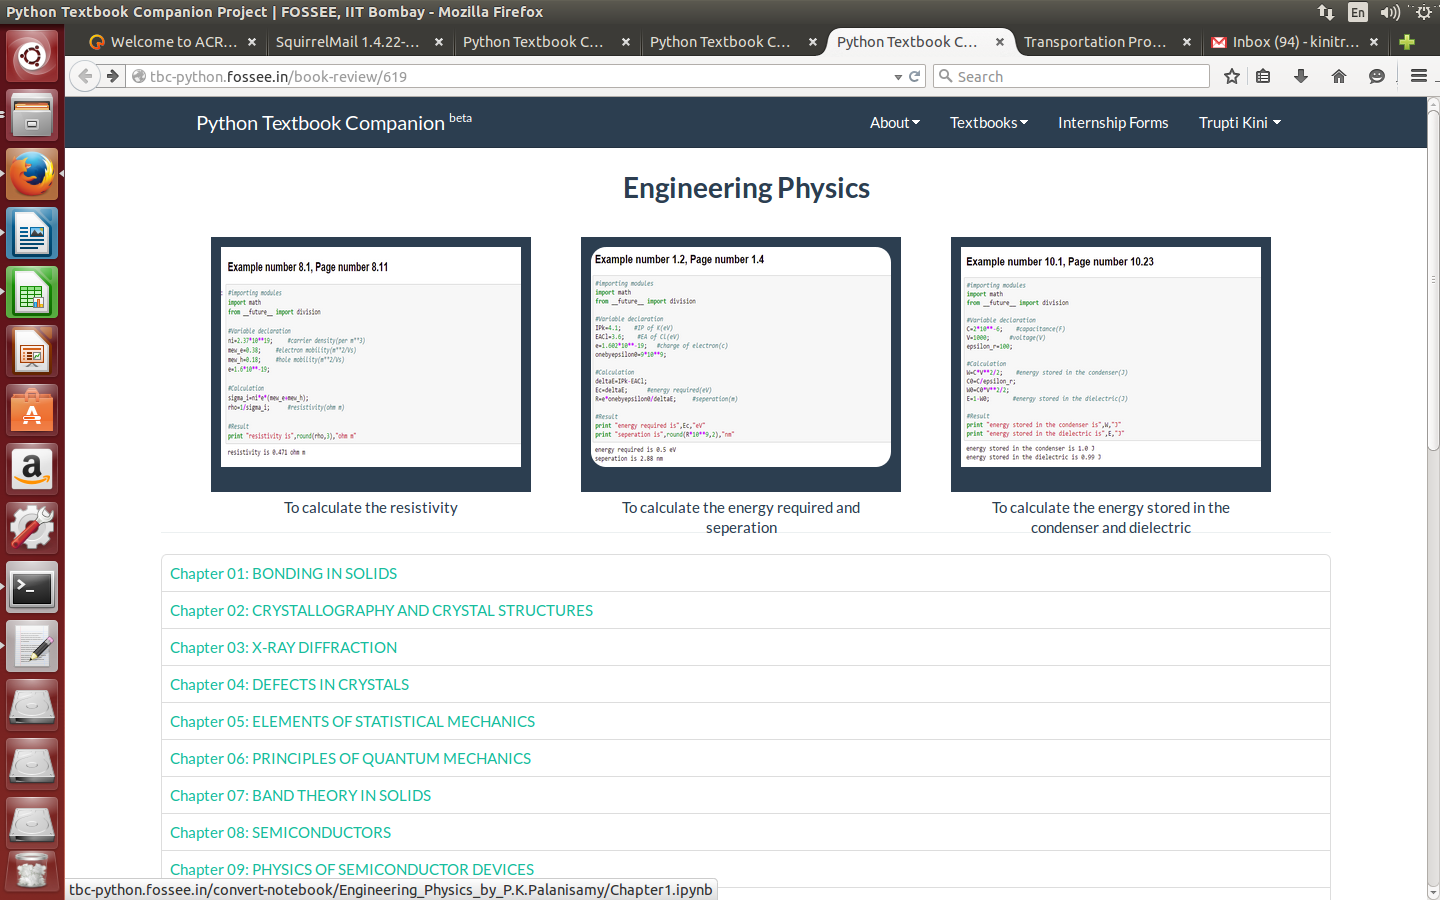 Python Textbook Companion Project | FOSSEE, IIT Bombay - Mozilla Firefox
En
Welcome to ACR... SquirrelMail 1.4.22-... Python Textbook C... Python Textbook C... Python Textbook C... Transportation Pro... Inbox (94) - kinitr...
tbc-python.fossee.in/book-review/619
Search
Python Textbook Companion beta
About Textbooks Internship Forms Trupti Kini
Engineering Physics
Example number 8.1, Page number 8.11
#importing modules
import math
from __future__ import division
#Variable declaration
ni=2.37*10**19; #carrier density(per m**3)
mew_e=0.38; #electron mobility(m**2/Vs)
mew_h=0.18; #hole mobility(m**2/Vs)
e=1.6*10**-19;
#Calculation
sigma_i=ni*e*(mew_e+mew_h);
rho=1/sigma_i; #resistivity(ohm m)
#Result
print "resistivity is",round(rho,3),"ohm m"
resistivity is 0.471 ohm m
To calculate the resistivity
Example number 1.2, Page number 1.4
#importing modules
import math
from __future__ import division
#Variable declaration
IPk=4.1; #IP of K(eV)
EACl=3.6; #EA of Cl(eV)
e=1.602*10**-19; #charge of electron(c)
onebyepsilon0=9*10**9;
#Calculation
deltaE=IPk-EACl;
Ec=deltaE; #energy required(eV)
R=e*onebyepsilon0/deltaE; #seperation(m)
#Result
print "energy required is",Ec,"eV"
print "seperation is",round(R*10**9,2),"nm"
energy required is 0.5 eV
seperation is 2.88 nm
To calculate the energy required and
seperation
Example number 10.1, Page number 10.23
#importing modules
import math
from __future__ import division
#Variable declaration
C=2*10**-6; #capacitance(F)
V=1000; #voltage(V)
epsilon_r=100;
#Calculation
W=C*V**2/2; #energy stored in the condenser(J)
C0=C/epsilon_r;
W0=C0*V**2/2;
E=1-W0; #energy stored in the dielectric(J)
#Result
print "energy stored in the condenser is",W,"J"
print "energy stored in the dielectric is",E,"J"
energy stored in the condenser is 1.0 J
energy stored in the dielectric is 0.99 J
To calculate the energy stored in the
condenser and dielectric
Chapter 01: BONDING IN SOLIDS
Chapter 02: CRYSTALLOGRAPHY AND CRYSTAL STRUCTURES
Chapter 03: X-RAY DIFFRACTION
Chapter 04: DEFECTS IN CRYSTALS
Chapter 05: ELEMENTS OF STATISTICAL MECHANICS
Chapter 06: PRINCIPLES OF QUANTUM MECHANICS
Chapter 07: BAND THEORY IN SOLIDS
Chapter 08: SEMICONDUCTORS
Chapter 09: PHYSICS OF SEMICONDUCTOR DEVICES
tbc-python.fossee.in/convert-notebook/Engineering_Physics_by_P.K.Palanisamy/Chapter1.ipynb